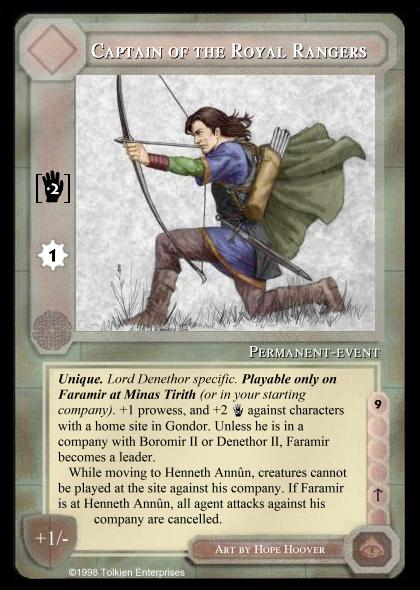 CAPTAIN OF THE ROYAL RANGERS
[2]
1
PERMANENT-EVENT
Unique. Lord Denethor specific. Playable only on
Faramir at Minas Tirith (or in your starting
company). +1 prowess, and +2 against characters
with a home site in Gondor. Unless he is in a
company with Boromir II or Denethor II, Faramir
becomes a leader.
While moving to Henneth Annûn, creatures cannot
be played at the site against his company. If Faramir
is at Henneth Annûn, all agent attacks against his
company are cancelled.
9
+1/-
ART BY HOPE HOOVER
©1998 Tolkien Enterprises